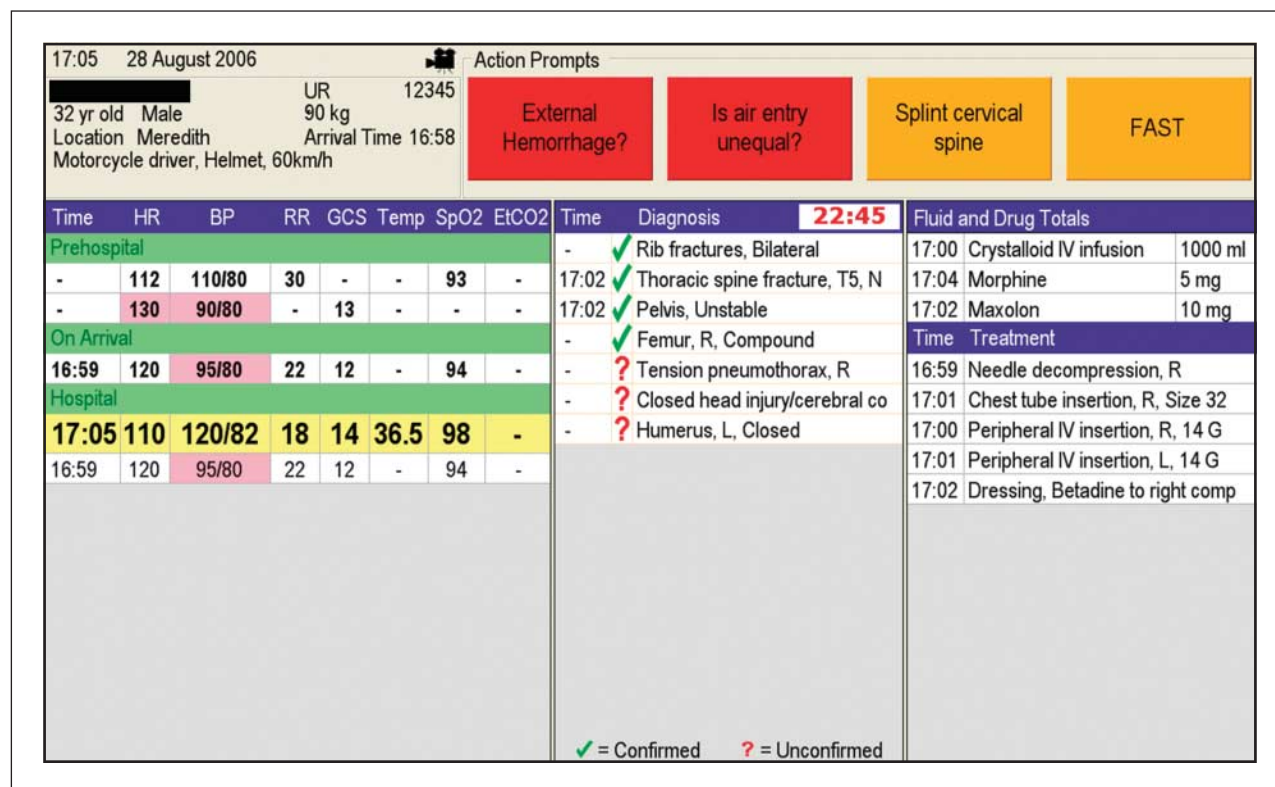 17:05 28 August 2006
UR 12345
32 yr old Male 90 kg
Location Meredith Arrival Time 16:58
Motorcycle driver, Helmet, 60km/h
Action Prompts
External Hemorrhage?
Is air entry unequal?
Splint cervical spine
FAST
Time HR BP RR GCS Temp SpO2 EtCO2
Prehospital
- 112 110/80 30 - - 93 -
- 130 90/80 - 13 - - -
On Arrival
16:59 120 95/80 22 12 - 94 -
Hospital
17:05 110 120/82 18 14 36.5 98 -
16:59 120 95/80 22 12 - 94 -
Time Diagnosis 22:45
- ✓ Rib fractures, Bilateral
17:02 ✓ Thoracic spine fracture, T5, N
17:02 ✓ Pelvis, Unstable
- ✓ Femur, R, Compound
- ? Tension pneumothorax, R
- ? Closed head injury/cerebral co
- ? Humerus, L, Closed
✓ = Confirmed ? = Unconfirmed
Fluid and Drug Totals
17:00 Crystalloid IV infusion 1000 ml
17:04 Morphine 5 mg
17:02 Maxolon 10 mg
Time Treatment
16:59 Needle decompression, R
17:01 Chest tube insertion, R, Size 32
17:00 Peripheral IV insertion, R, 14 G
17:01 Peripheral IV insertion, L, 14 G
17:02 Dressing, Betadine to right comp